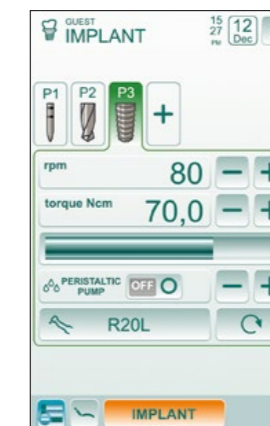 GUEST
IMPLANT
15
27
PM
12
Dec
P1
P2
P3
+
rpm
80
− +
torque Ncm
70,0
− +
PERISTALTIC
PUMP
OFF
− +
R20L
IMPLANT